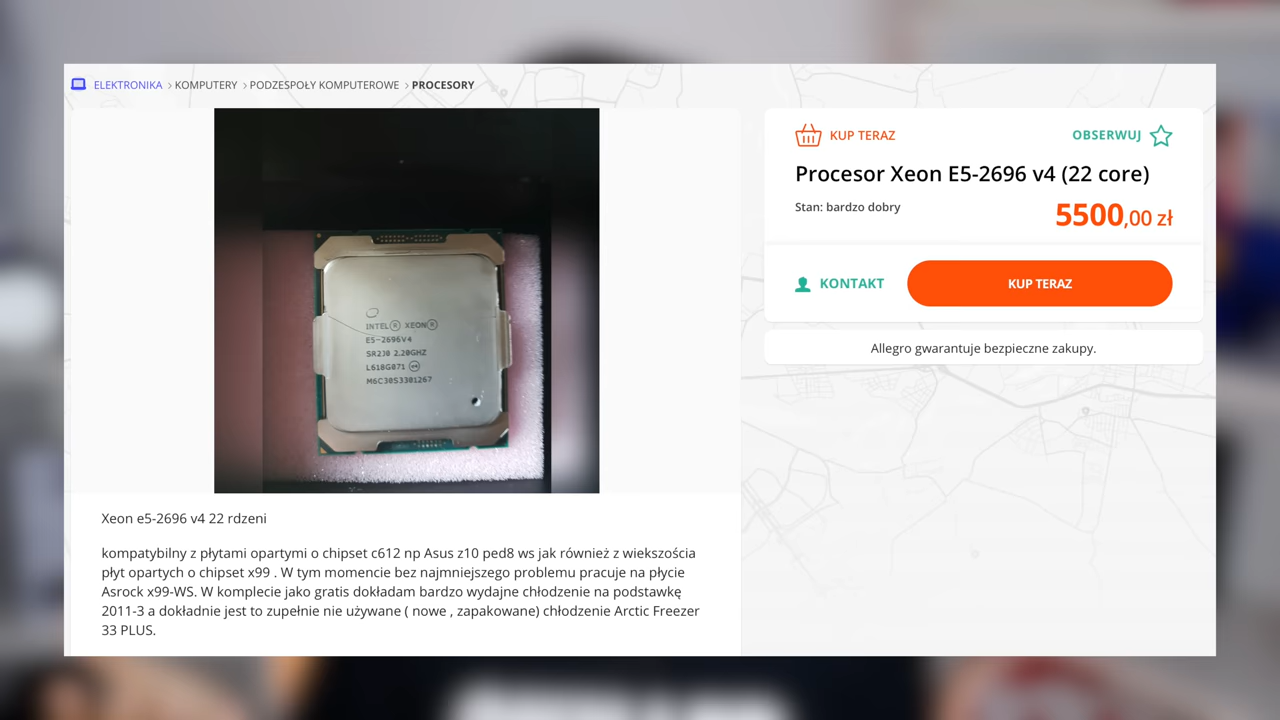 ELEKTRONIKA > KOMPUTERY > PODZESPOŁY KOMPUTEROWE > PROCESORY
INTEL® XEON®
E5-2696V4
SR2J0 2.20GHZ
L618G071 e4
M6C3053301267
KUP TERAZ
OBSERWUJ
Procesor Xeon E5-2696 v4 (22 core)
Stan: bardzo dobry
5500,00 zł
KONTAKT
KUP TERAZ
Allegro gwarantuje bezpieczne zakupy.
Xeon e5-2696 v4 22 rdzeni
kompatybilny z płytami opartymi o chipset c612 np Asus z10 ped8 ws jak również z wiekszościa
płyt opartych o chipset x99 . W tym momencie bez najmniejszego problemu pracuje na płycie
Asrock x99-WS. W komplecie jako gratis dokładam bardzo wydajne chłodzenie na podstawkę
2011-3 a dokładnie jest to zupełnie nie używane ( nowe , zapakowane) chłodzenie Arctic Freezer
33 PLUS.